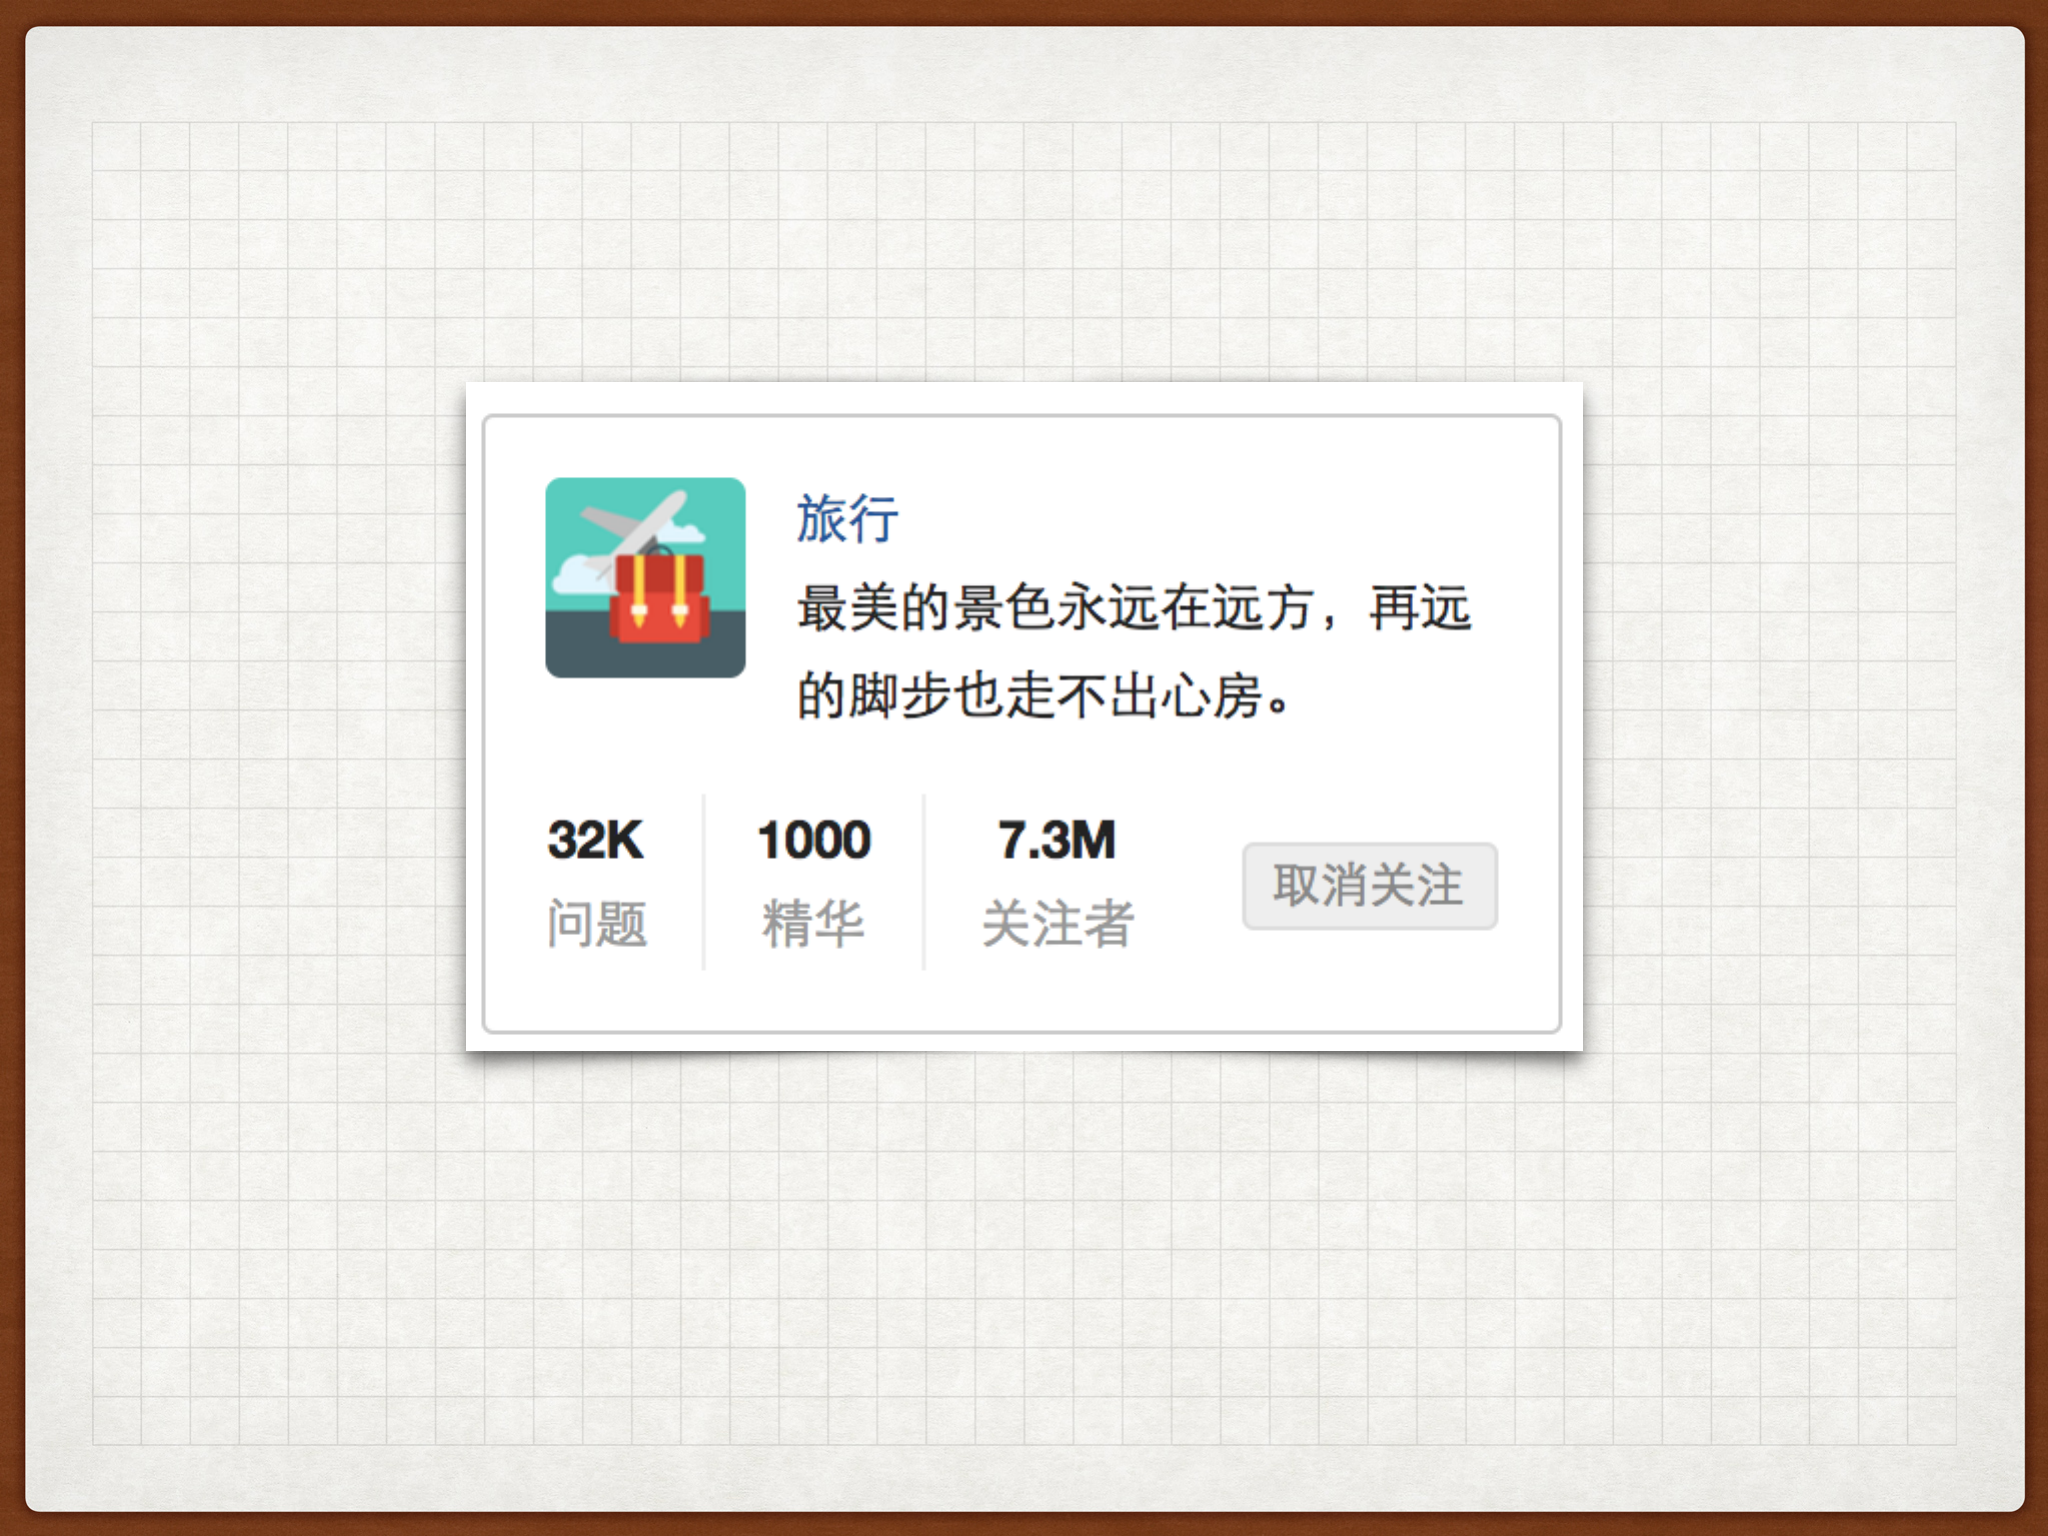 旅行
最美的景色永远在远方，再远
的脚步也走不出心房。
32K
问题
1000
精华
7.3M
关注者
取消关注